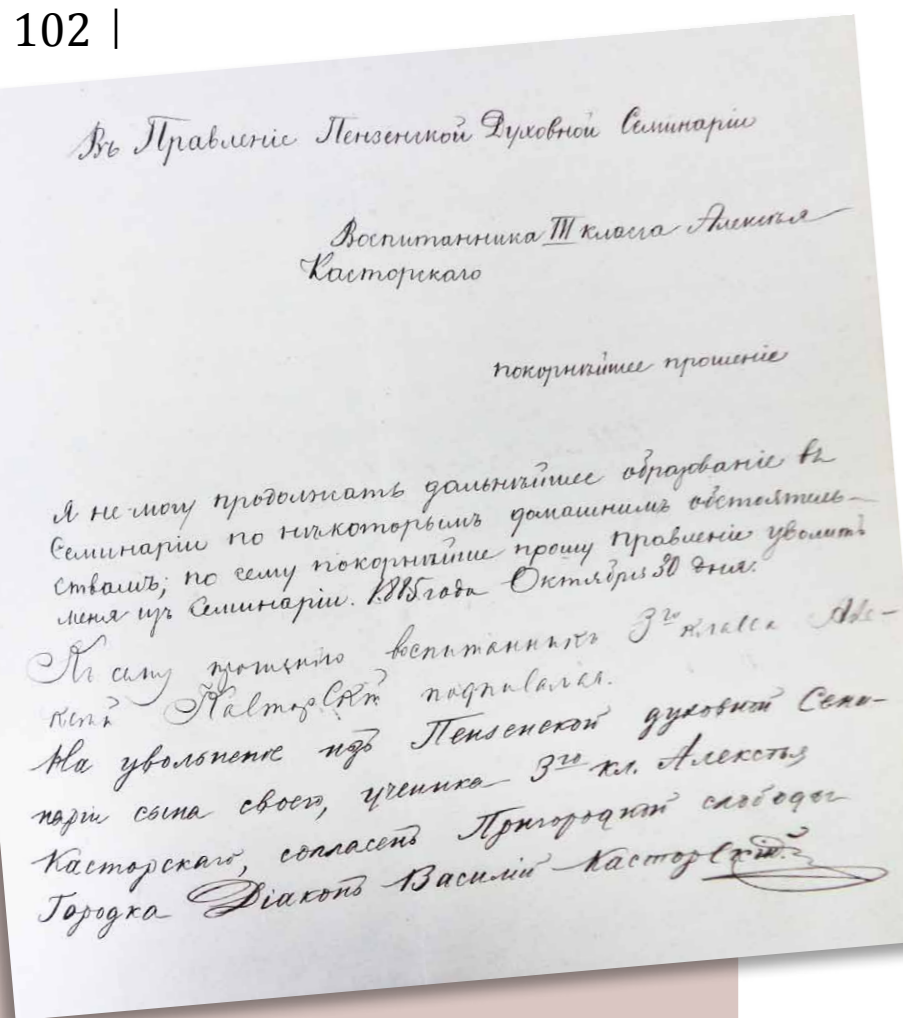 102 |
Въ Правленіе Пензенской Духовной Семинаріи
Воспитанника III класса Алексѣя
Касторскаго
покорнѣйшее прошеніе
Я не могу продолжать дальнѣйшее образованіе въ
Семинаріи по нѣкоторымъ домашнимъ обстоятель-
ствамъ; по сему покорнѣйше прошу Правленіе уволить
меня изъ Семинаріи. 1885 года Октября 30 дня.
Къ сему прошенію воспитанникъ 3го класса Але-
ксѣй Касторскій подписался.
На увольненіе изъ Пензенской духовной Семи-
наріи сына своего, ученика 3го кл. Алексѣя
Касторскаго, согласенъ Пригородной слободы
Городка Діаконъ Василій Касторскій.